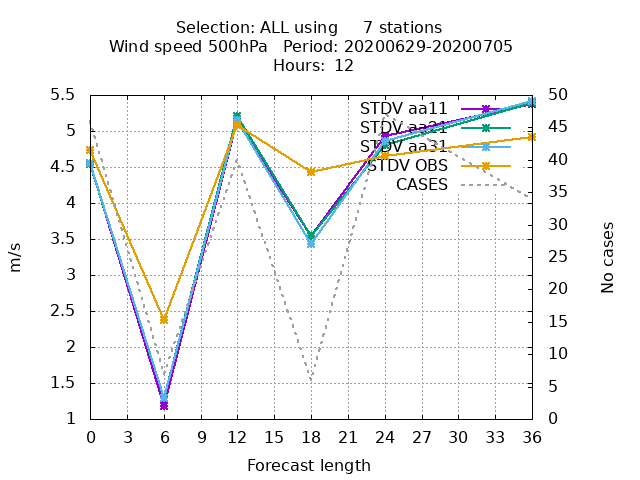 Selection: ALL using     7 stations
Wind speed 500hPa   Period: 20200629-20200705
Hours: 12
STDV aa11
STDV aa21
STDV aa31
STDV OBS
CASES
m/s
5.5
5
4.5
4
3.5
3
2.5
2
1.5
1
50
45
40
35
30
25
20
15
10
5
0
No cases
0 3 6 9 12 15 18 21 24 27 30 33 36
Forecast length